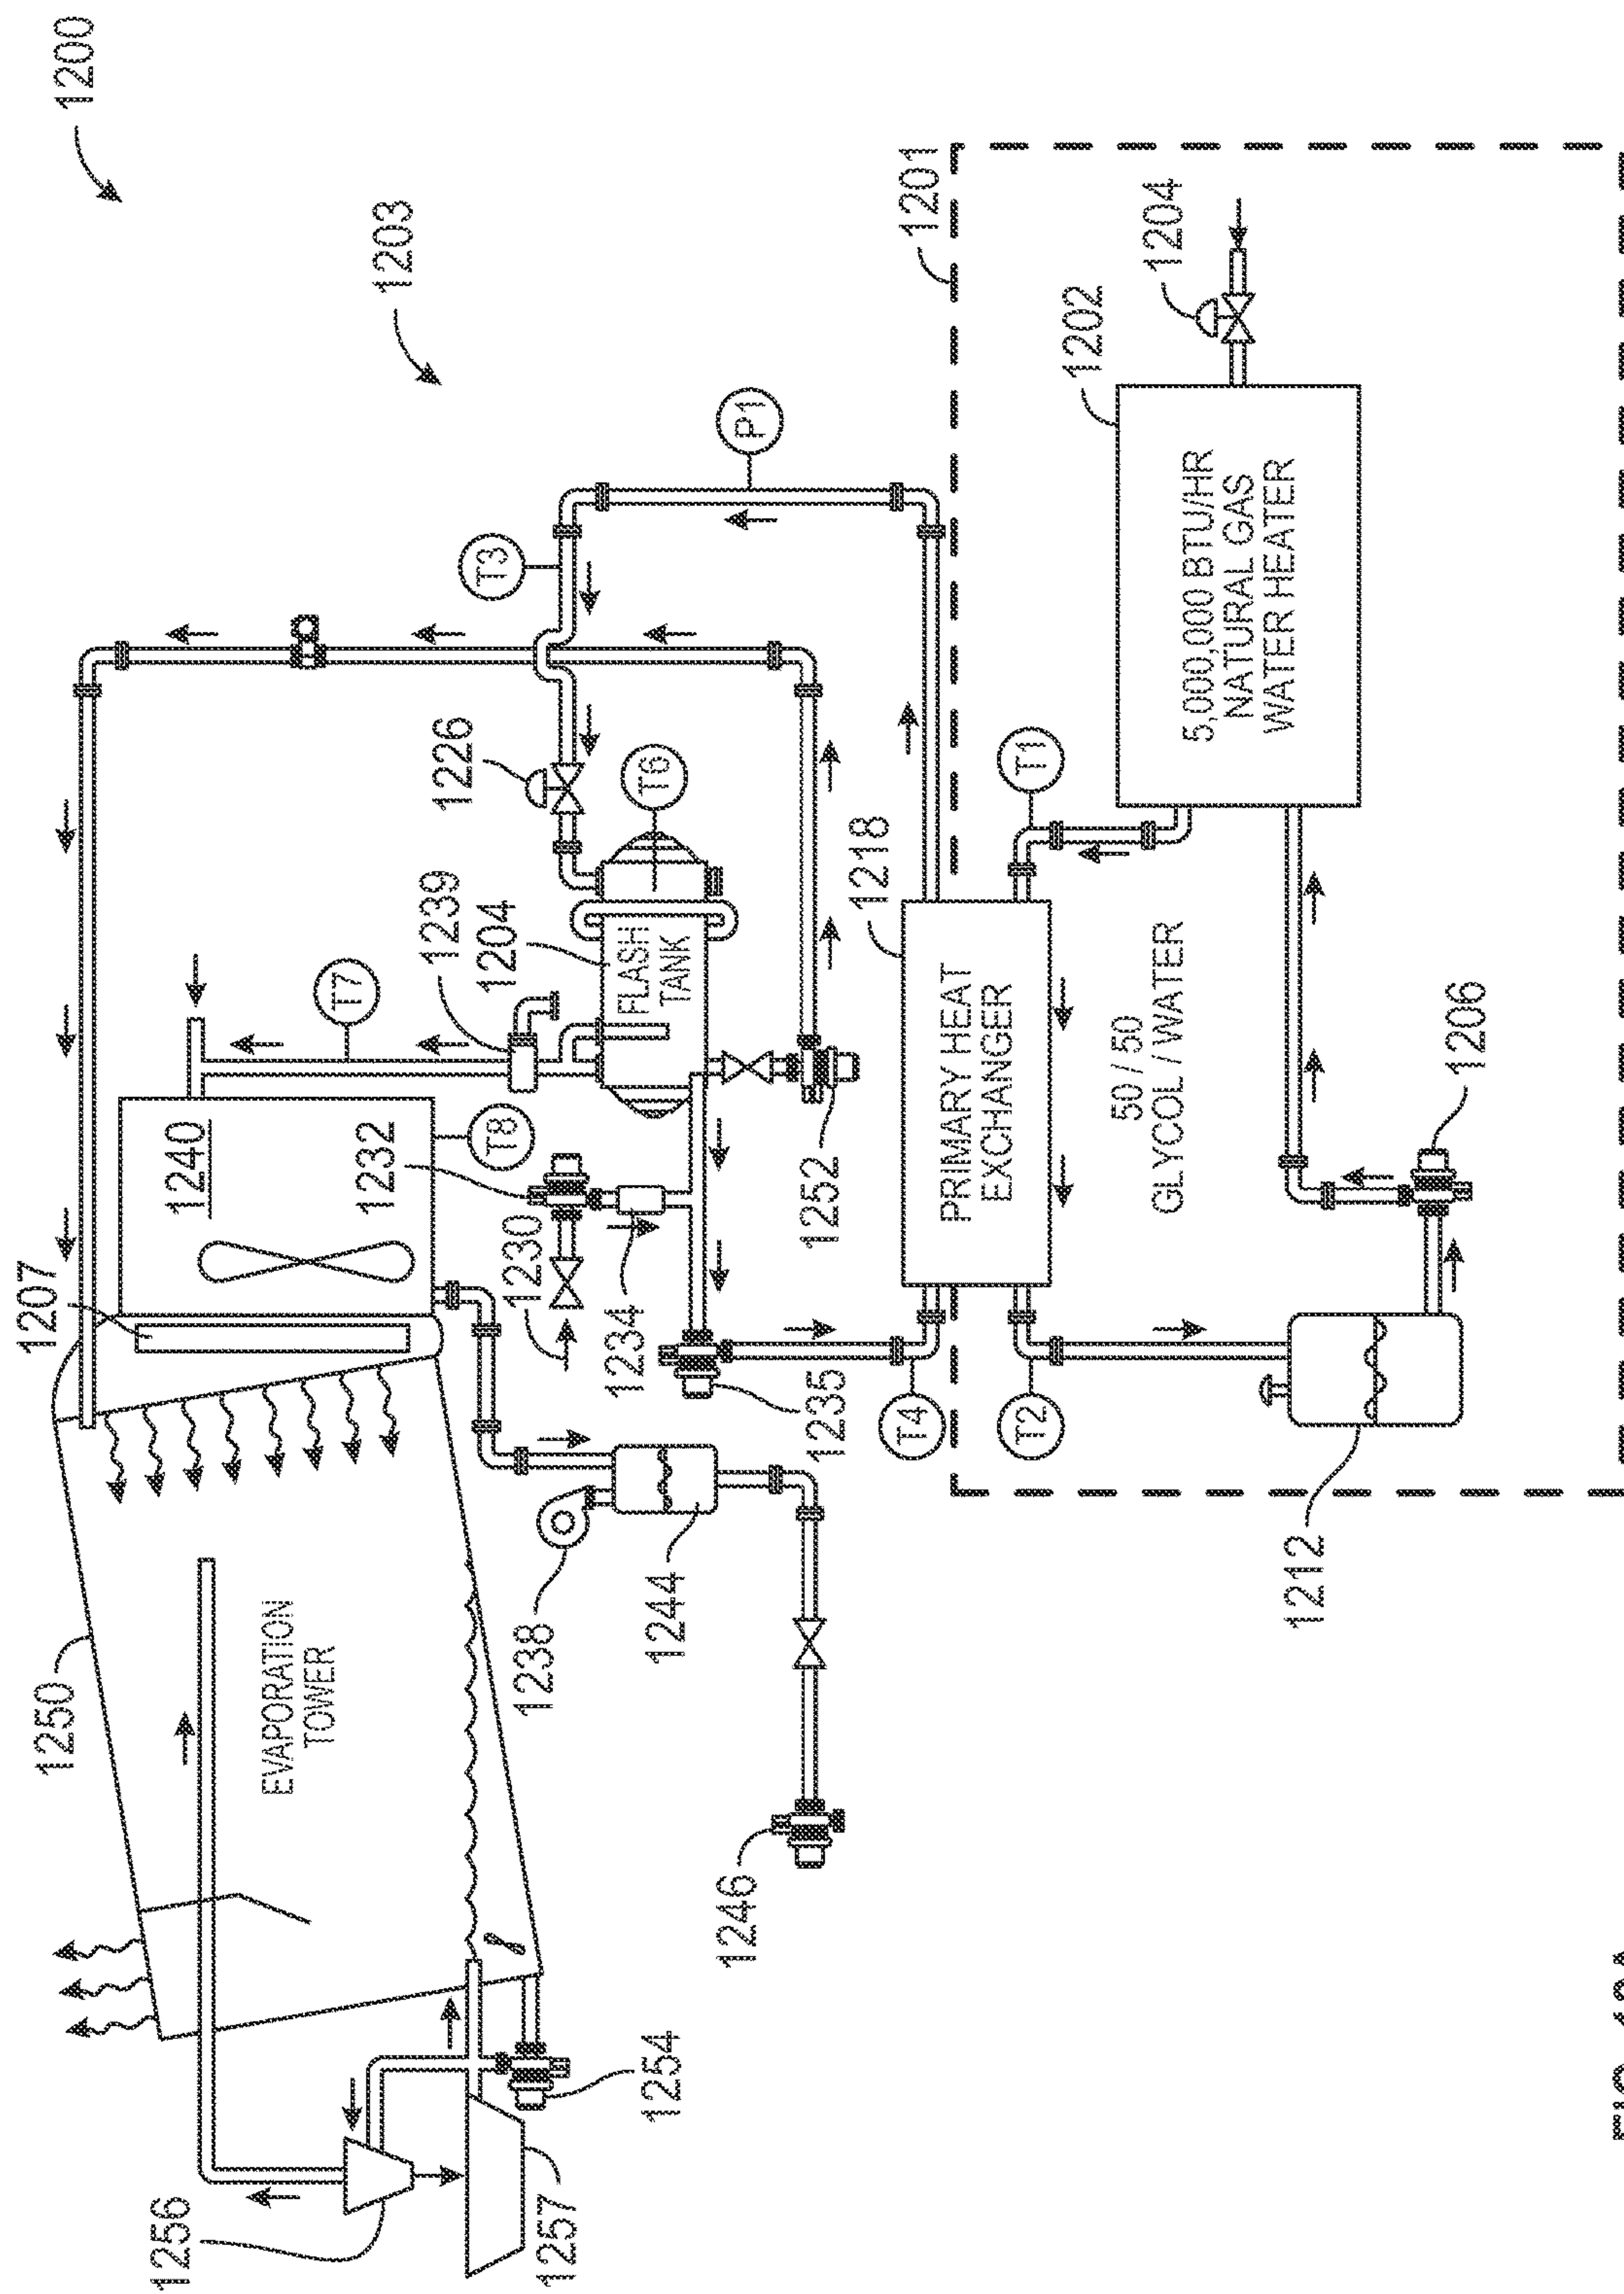 1200
1203
1201
1204
1202
5,000,000 BTU/HR
NATURAL GAS
WATER HEATER
P1
T3
T1
T6
1226
1218
1239
1204
FLASH
TANK
T7
T8
1240
1232
1207
1230
1234
1252
1235
PRIMARY HEAT
EXCHANGER
50 / 50
GLYCOL / WATER
1206
T4
T2
1212
1250
EVAPORATION
TOWER
1238
1244
1246
1254
1256
1257